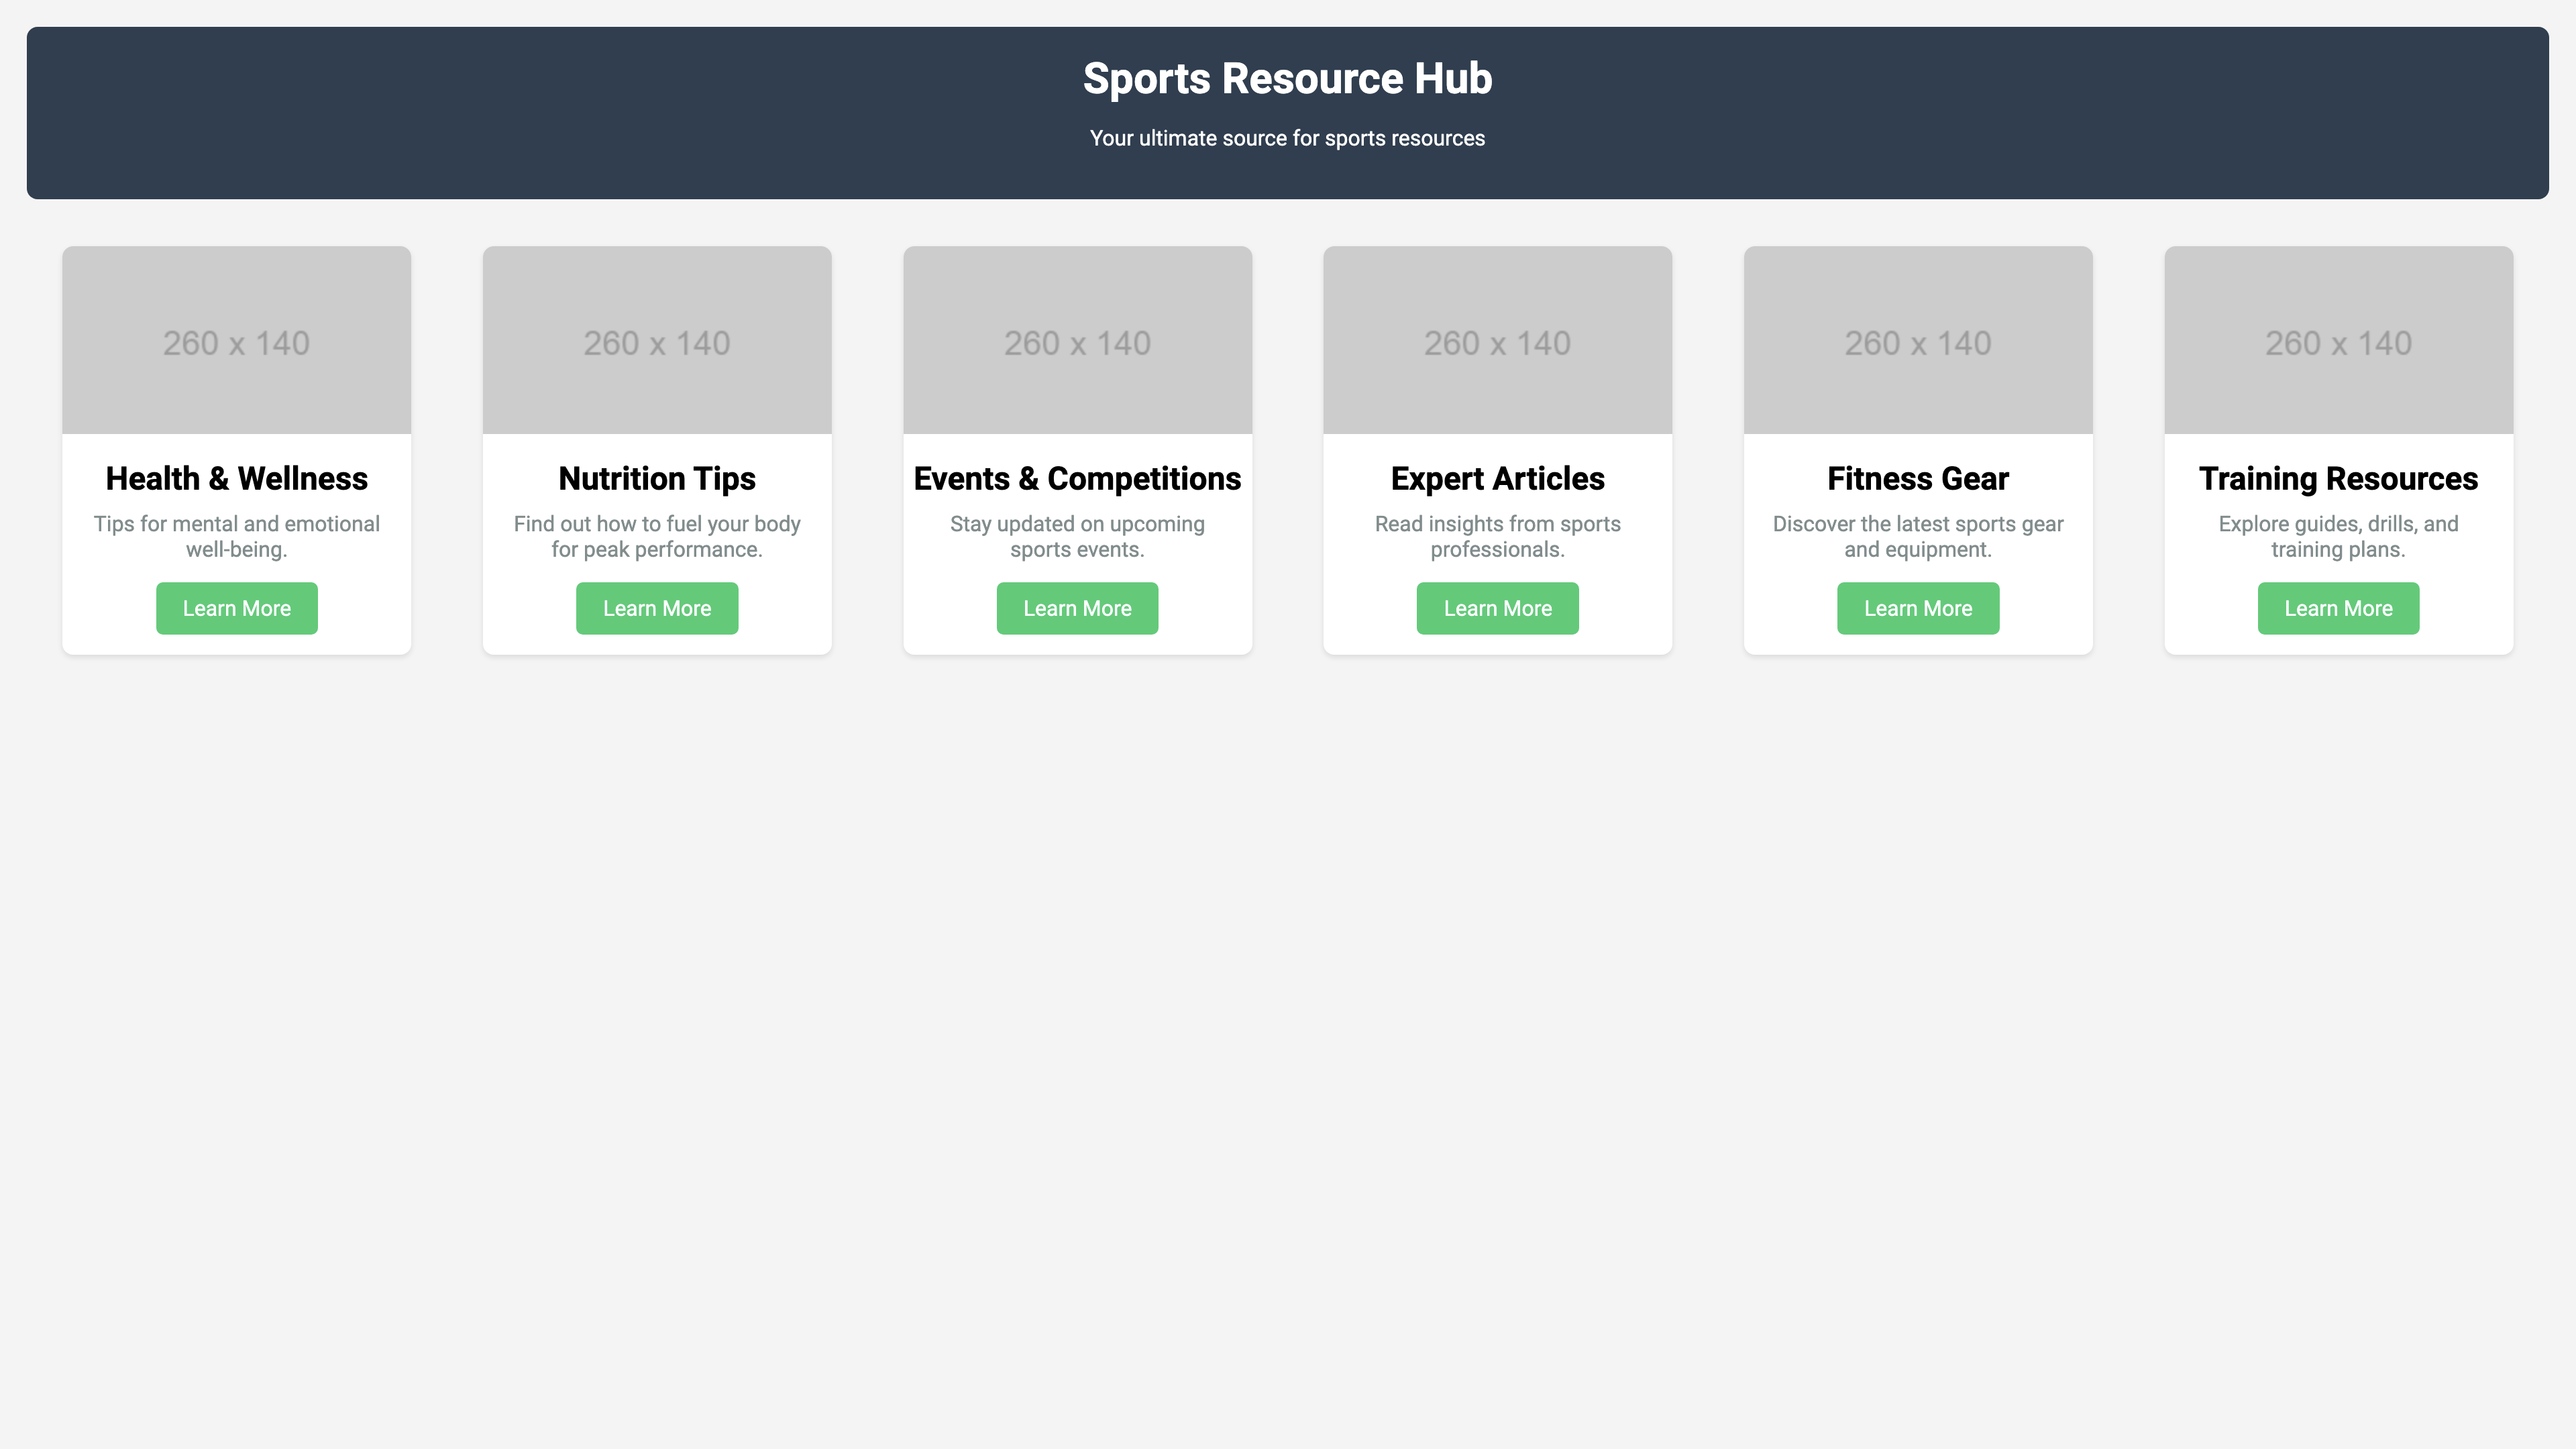 Sports Resource Hub
Your ultimate source for sports resources
260 x 140
Health & Wellness
Tips for mental and emotional
well-being.
Learn More
260 x 140
Nutrition Tips
Find out how to fuel your body
for peak performance.
Learn More
260 x 140
Events & Competitions
Stay updated on upcoming
sports events.
Learn More
260 x 140
Expert Articles
Read insights from sports
professionals.
Learn More
260 x 140
Fitness Gear
Discover the latest sports gear
and equipment.
Learn More
260 x 140
Training Resources
Explore guides, drills, and
training plans.
Learn More